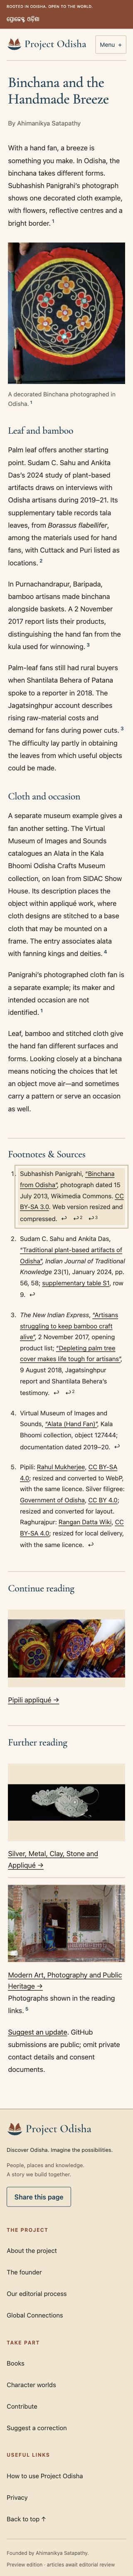 ROOTED IN ODISHA. OPEN TO THE WORLD.
Project Odisha
Menu +
Binchana and the
Handmade Breeze
By Ahimanikya Satapathy
With a hand fan, a breeze is
something you make. In Odisha, the
binchana takes different forms.
Subhashish Panigrahi's photograph
shows one decorated cloth example,
with flowers, reflective centres and a
bright border. 1
A decorated Binchana photographed in
Odisha. 1
Leaf and bamboo
Palm leaf offers another starting
point. Sudam C. Sahu and Ankita
Das's 2024 study of plant-based
artifacts draws on interviews with
Odisha artisans during 2019–21. Its
supplementary table records tala
leaves, from Borassus flabellifer,
among the materials used for hand
fans, with Cuttack and Puri listed as
locations. 2
In Purnachandrapur, Baripada,
bamboo artisans made binchana
alongside baskets. A 2 November
2017 report lists their products,
distinguishing the hand fan from the
kula used for winnowing. 3
Palm-leaf fans still had rural buyers
when Shantilata Behera of Patana
spoke to a reporter in 2018. The
Jagatsinghpur account describes
rising raw-material costs and
demand for fans during power cuts. 3
The difficulty lay partly in obtaining
the leaves from which useful objects
could be made.
Cloth and occasion
A separate museum example gives a
fan another setting. The Virtual
Museum of Images and Sounds
catalogues an Alata in the Kala
Bhoomi Odisha Crafts Museum
collection, on loan from SIDAC Show
House. Its description places the
object within appliqué work, where
cloth designs are stitched to a base
cloth that may be mounted on a
frame. The entry associates alata
with fanning kings and deities. 4
Panigrahi's photographed cloth fan is
a separate example; its maker and
intended occasion are not
identified. 1
Leaf, bamboo and stitched cloth give
the hand fan different surfaces and
forms. Looking closely at a binchana
means noticing the choices that let
an object move air—and sometimes
carry a pattern or serve an occasion
as well.
Footnotes & Sources
1. Subhashish Panigrahi, "Binchana
from Odisha", photograph dated 15
July 2013, Wikimedia Commons. CC
BY-SA 3.0. Web version resized and
compressed. ↩ ↩2 ↩3
2. Sudam C. Sahu and Ankita Das,
"Traditional plant-based artifacts of
Odisha", Indian Journal of Traditional
Knowledge 23(1), January 2024, pp.
56, 58; supplementary table S1, row
9. ↩
3. The New Indian Express, "Artisans
struggling to keep bamboo craft
alive", 2 November 2017, opening
product list; "Depleting palm tree
cover makes life tough for artisans",
9 August 2018, Jagatsinghpur
report and Shantilata Behera's
testimony. ↩ ↩2
4. Virtual Museum of Images and
Sounds, "Alata (Hand Fan)", Kala
Bhoomi collection, object 127444;
documentation dated 2019–20. ↩
5. Pipili: Rahul Mukherjee, CC BY-SA
4.0; resized and converted to WebP,
with the same licence. Silver filigree:
Government of Odisha, CC BY 4.0;
resized and converted for layout.
Raghurajpur: Rangan Datta Wiki, CC
BY-SA 4.0; resized for local delivery,
with the same licence. ↩
Continue reading
Pipili appliqué →
Further reading
Silver, Metal, Clay, Stone and
Appliqué →
Modern Art, Photography and Public
Heritage →
Photographs shown in the reading
links. 5
Suggest an update. GitHub
submissions are public; omit private
contact details and consent
documents.
Project Odisha
Discover Odisha. Imagine the possibilities.
People, places and knowledge.
A story we build together.
Share this page
THE PROJECT
About the project
The founder
Our editorial process
Global Connections
TAKE PART
Books
Character worlds
Contribute
Suggest a correction
USEFUL LINKS
How to use Project Odisha
Privacy
Back to top ↑
Founded by Ahimanikya Satapathy.
Preview edition · articles await editorial review